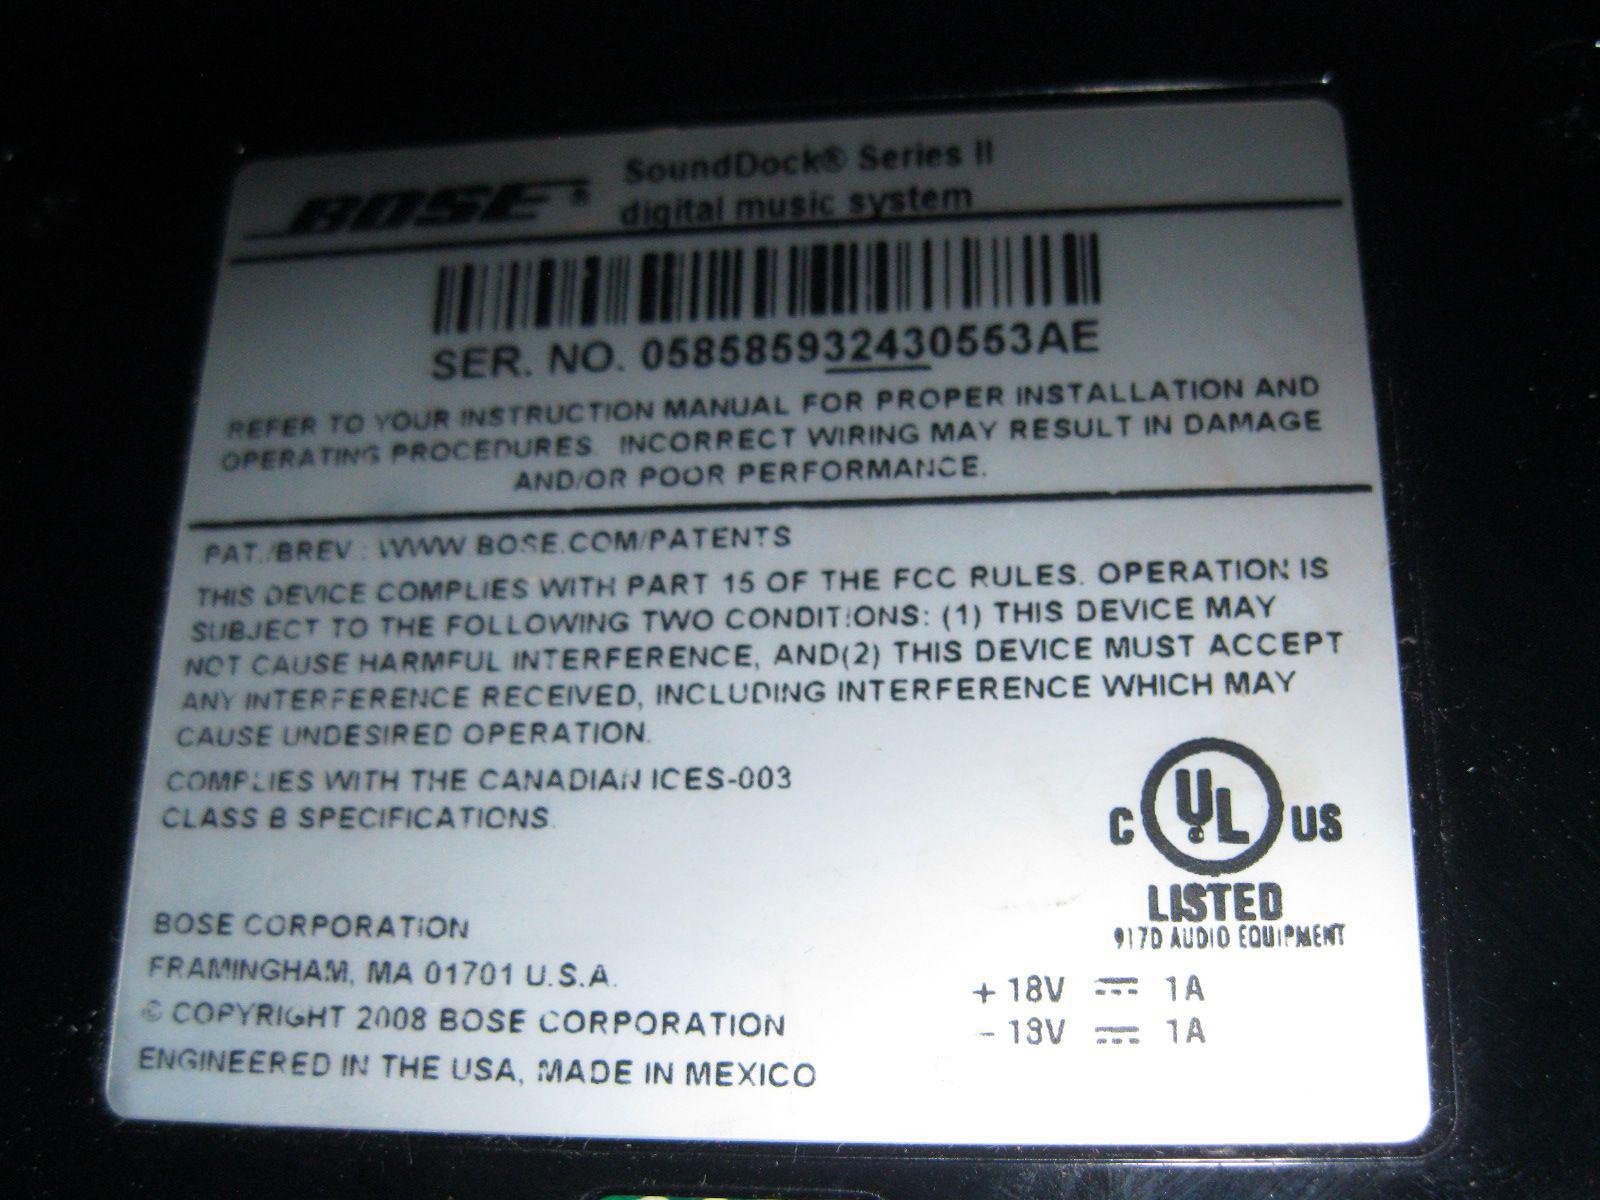 BOSE®
SoundDock® Series II
digital music system
SER. NO. 058585932430553AE
REFER TO YOUR INSTRUCTION MANUAL FOR PROPER INSTALLATION AND
OPERATING PROCEDURES. INCORRECT WIRING MAY RESULT IN DAMAGE
AND/OR POOR PERFORMANCE.
PAT./BREV.: WWW.BOSE.COM/PATENTS
THIS DEVICE COMPLIES WITH PART 15 OF THE FCC RULES. OPERATION IS
SUBJECT TO THE FOLLOWING TWO CONDITIONS: (1) THIS DEVICE MAY
NOT CAUSE HARMFUL INTERFERENCE, AND(2) THIS DEVICE MUST ACCEPT
ANY INTERFERENCE RECEIVED, INCLUDING INTERFERENCE WHICH MAY
CAUSE UNDESIRED OPERATION.
COMPLIES WITH THE CANADIAN ICES-003
CLASS B SPECIFICATIONS.
C UL US
LISTED
917D AUDIO EQUIPMENT
BOSE CORPORATION
FRAMINGHAM, MA 01701 U.S.A.
© COPYRIGHT 2008 BOSE CORPORATION
ENGINEERED IN THE USA, MADE IN MEXICO
+ 18V ⎓ 1A
- 18V ⎓ 1A